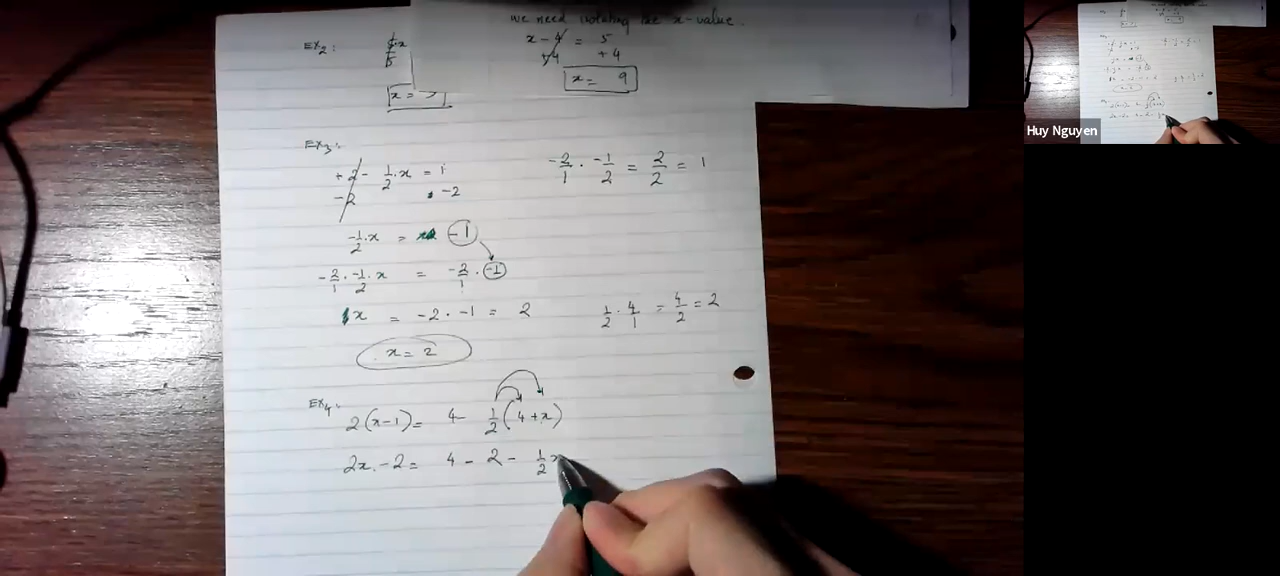 we need isolating the x-value.
x - 4 = 5
+4 +4
x = 9
EX2:
x =
EX3:
+2 - 1/2 · x = 1
-2 · -2
-1/2 · x = -1
-2/1 · -1/2 · x = -2/1 · -1
1x = -2 · -1 = 2
x = 2
-2/1 · -1/2 = 2/2 = 1
1/2 · 4/1 = 4/2 = 2
EX4:
2(x-1) = 4 - 1/2 (4+x)
2x - 2 = 4 - 2 - 1/2 x
Huy Nguyen